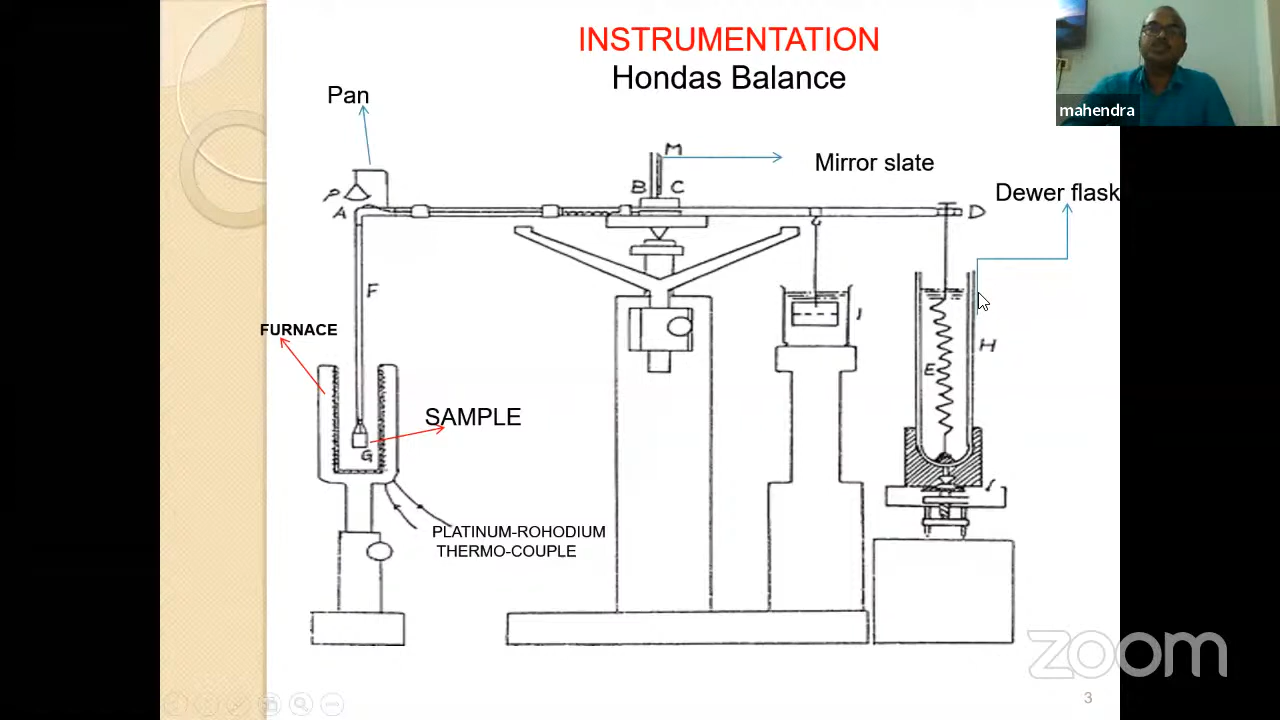 INSTRUMENTATION
Hondas Balance
mahendra
Pan
M
Mirror slate
B C
Dewer flask
P
A
D
F
FURNACE
I
H
E
SAMPLE
G
PLATINUM-ROHODIUM
THERMO-COUPLE
zoom
3